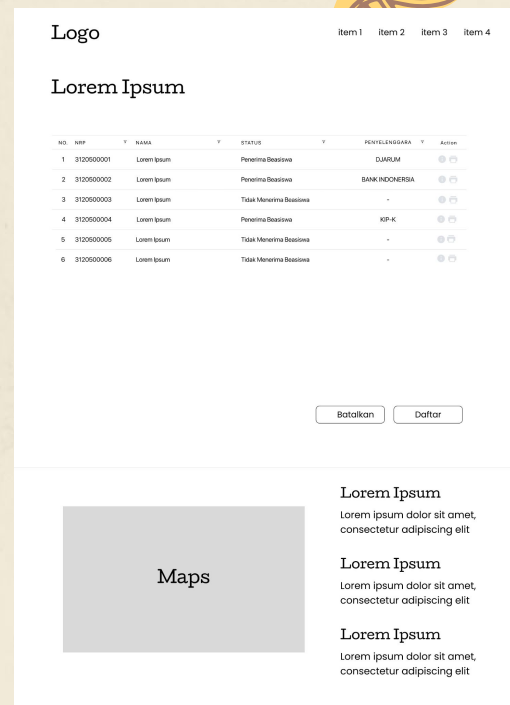 Logo
item 1 item 2 item 3 item 4
Lorem Ipsum
NO. NRP NAMA STATUS PENYELENGGARA Action
1 3120500001 Lorem Ipsum Penerima Beasiswa DJARUM
2 3120500002 Lorem Ipsum Penerima Beasiswa BANK INDONERSIA
3 3120500003 Lorem Ipsum Tidak Menerima Beasiswa -
4 3120500004 Lorem Ipsum Penerima Beasiswa KIP-K
5 3120500005 Lorem Ipsum Tidak Menerima Beasiswa -
6 3120500006 Lorem Ipsum Tidak Menerima Beasiswa -
Batalkan Daftar
Maps
Lorem Ipsum
Lorem ipsum dolor sit amet,
consectetur adipiscing elit
Lorem Ipsum
Lorem ipsum dolor sit amet,
consectetur adipiscing elit
Lorem Ipsum
Lorem ipsum dolor sit amet,
consectetur adipiscing elit